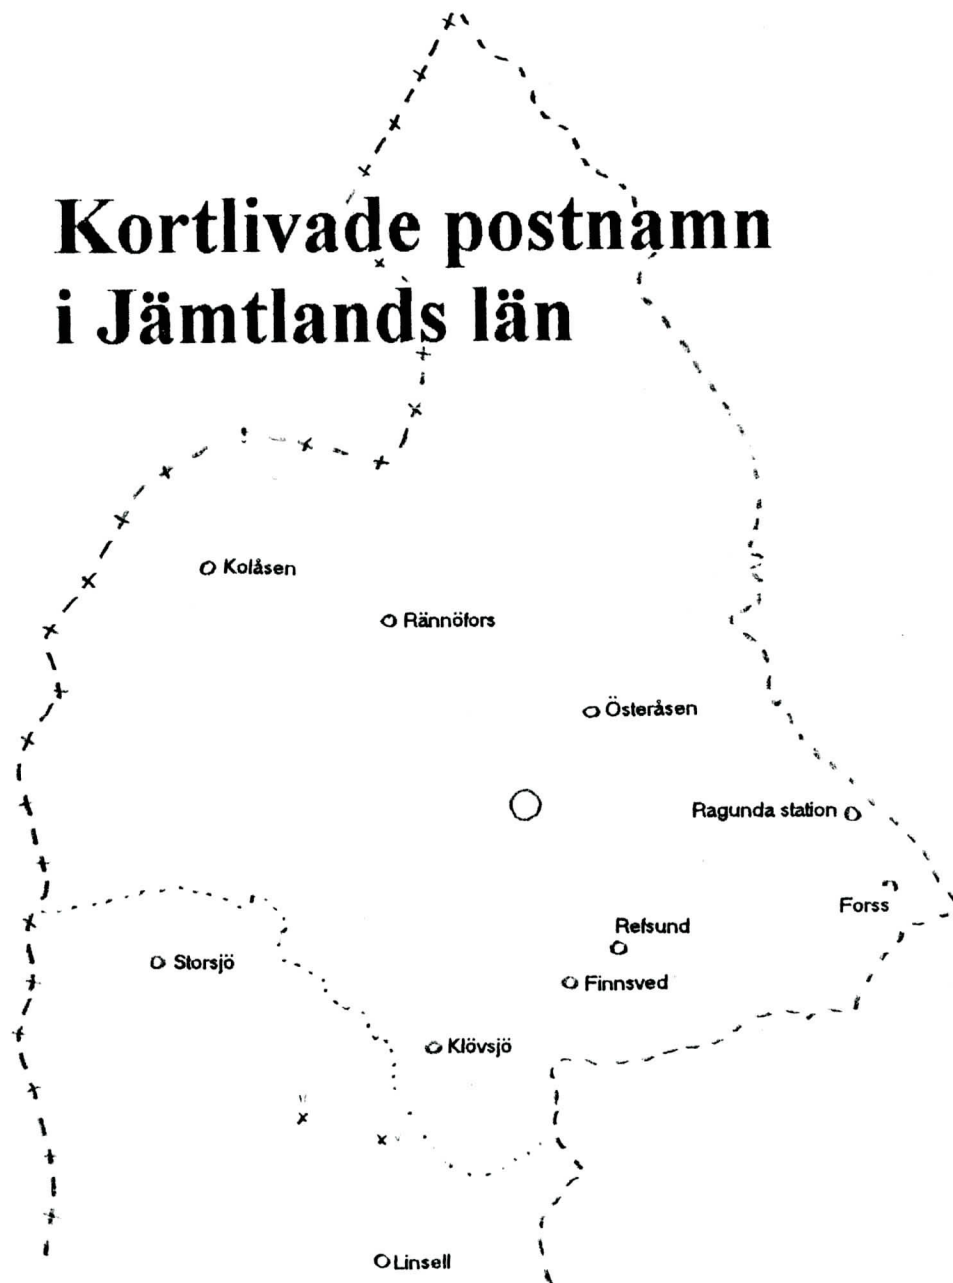 Kortlivade postnamn
i Jämtlands län
Kolåsen
Rännöfors
Österåsen
Ragunda station
Forss
Refsund
Storsjö
Finnsved
Klövsjö
Linsell